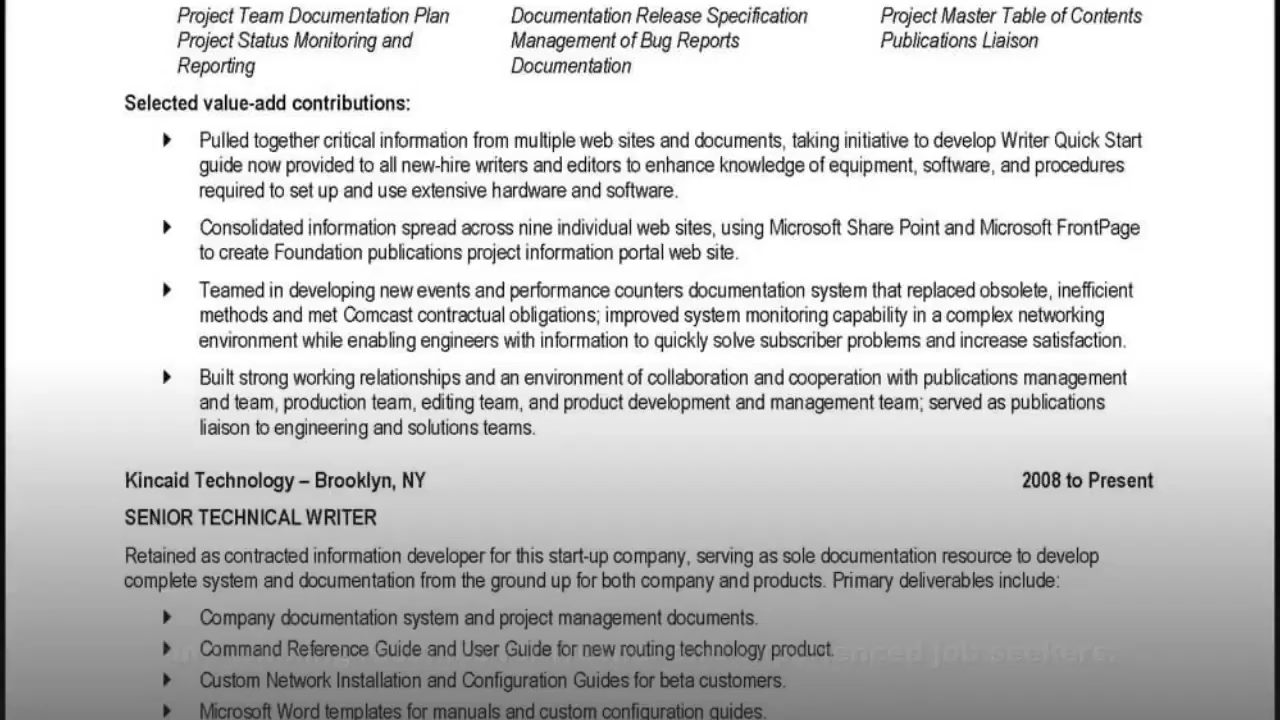 Project Team Documentation Plan Documentation Release Specification Project Master Table of Contents
Project Status Monitoring and Management of Bug Reports Publications Liaison
Reporting Documentation
Selected value-add contributions:
Pulled together critical information from multiple web sites and documents, taking initiative to develop Writer Quick Start
guide now provided to all new-hire writers and editors to enhance knowledge of equipment, software, and procedures
required to set up and use extensive hardware and software.
Consolidated information spread across nine individual web sites, using Microsoft Share Point and Microsoft FrontPage
to create Foundation publications project information portal web site.
Teamed in developing new events and performance counters documentation system that replaced obsolete, inefficient
methods and met Comcast contractual obligations; improved system monitoring capability in a complex networking
environment while enabling engineers with information to quickly solve subscriber problems and increase satisfaction.
Built strong working relationships and an environment of collaboration and cooperation with publications management
and team, production team, editing team, and product development and management team; served as publications
liaison to engineering and solutions teams.
Kincaid Technology – Brooklyn, NY 2008 to Present
SENIOR TECHNICAL WRITER
Retained as contracted information developer for this start-up company, serving as sole documentation resource to develop
complete system and documentation from the ground up for both company and products. Primary deliverables include:
Company documentation system and project management documents.
Command Reference Guide and User Guide for new routing technology product.
job seekers.
Custom Network Installation and Configuration Guides for beta customers.
Microsoft Word templates for manuals and custom configuration guides.